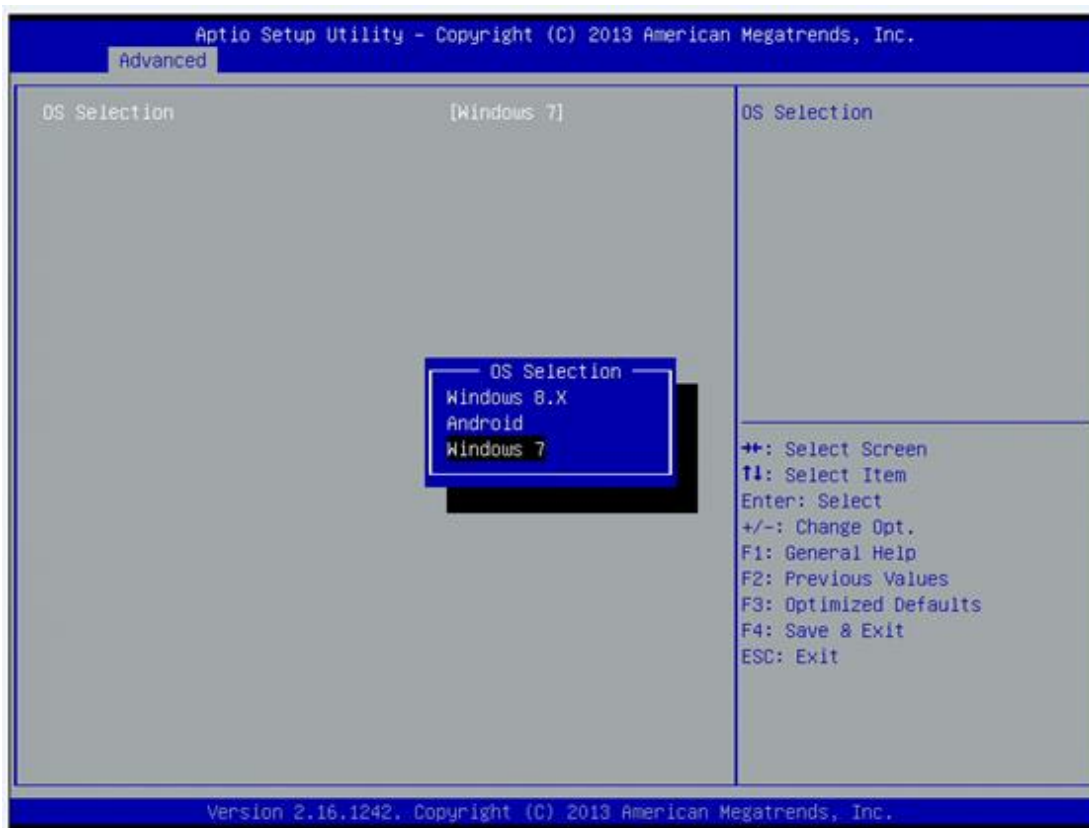 Aptio Setup Utility – Copyright (C) 2013 American Megatrends, Inc.
Advanced
OS Selection [Windows 7]
OS Selection
OS Selection
Windows 8.X
Android
Windows 7
→←: Select Screen
↑↓: Select Item
Enter: Select
+/-: Change Opt.
F1: General Help
F2: Previous Values
F3: Optimized Defaults
F4: Save & Exit
ESC: Exit
Version 2.16.1242. Copyright (C) 2013 American Megatrends, Inc.